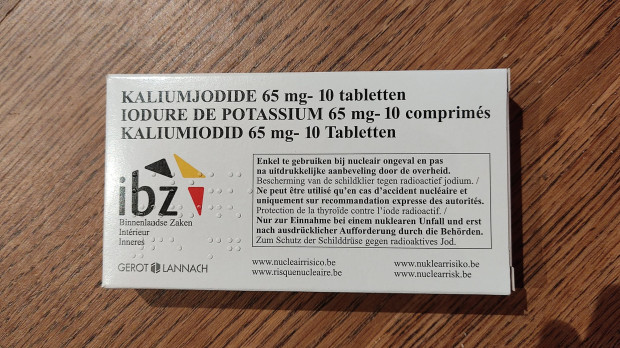 KALIUMJODIDE 65 mg- 10 tabletten
IODURE DE POTASSIUM 65 mg- 10 comprimés
KALIUMIODID 65 mg- 10 Tabletten
ibz
Binnenlandse Zaken
Intérieur
Inneres
GEROT LANNACH
Enkel te gebruiken bij nucleair ongeval en pas
na uitdrukkelijke aanbeveling door de overheid.
Bescherming van de schildklier tegen radioactief jodium. /
Ne peut être utilisé qu'en cas d'accident nucléaire et
uniquement sur recommandation expresse des autorités.
Protection de la thyroïde contre l'iode radioactif. /
Nur zur Einnahme bei einem nuklearen Unfall und erst
nach ausdrücklicher Aufforderung durch die Behörden.
Zum Schutz der Schilddrüse gegen radioaktives Jod.
www.nucleairrisico.be www.nuklearrisiko.be
www.risquenucleaire.be www.nuclearrisk.be